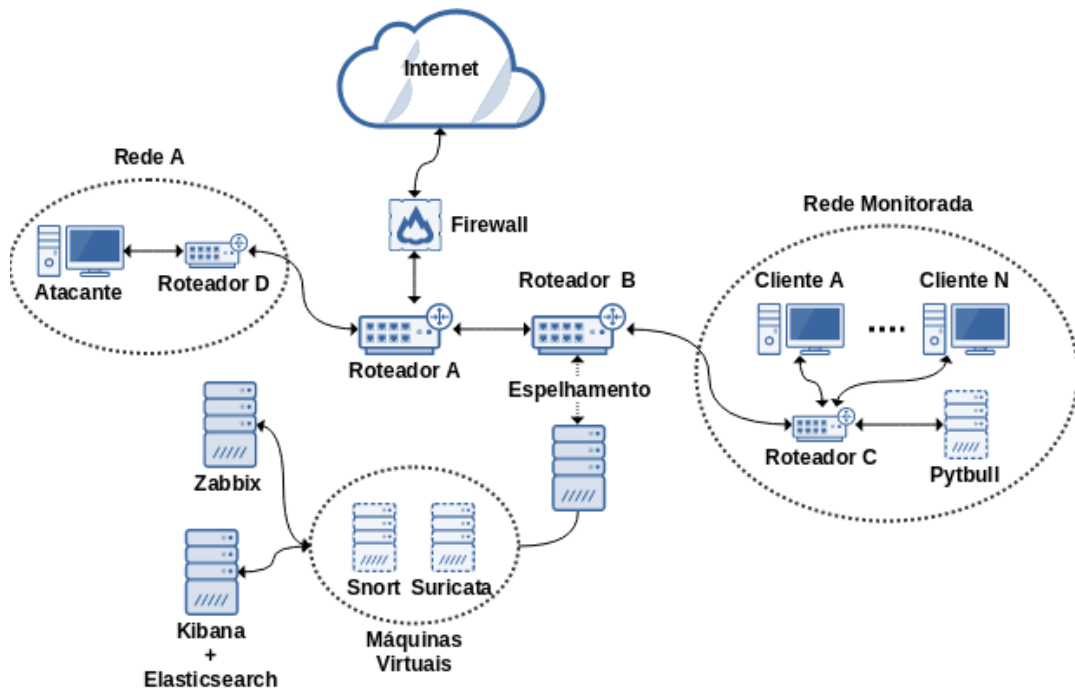 Internet
Rede A
Firewall
Rede Monitorada
Atacante
Roteador D
Roteador B
Cliente A
Cliente N
Roteador A
Espelhamento
Roteador C
Pytbull
Zabbix
Snort
Suricata
Kibana
+
Elasticsearch
Máquinas
Virtuais